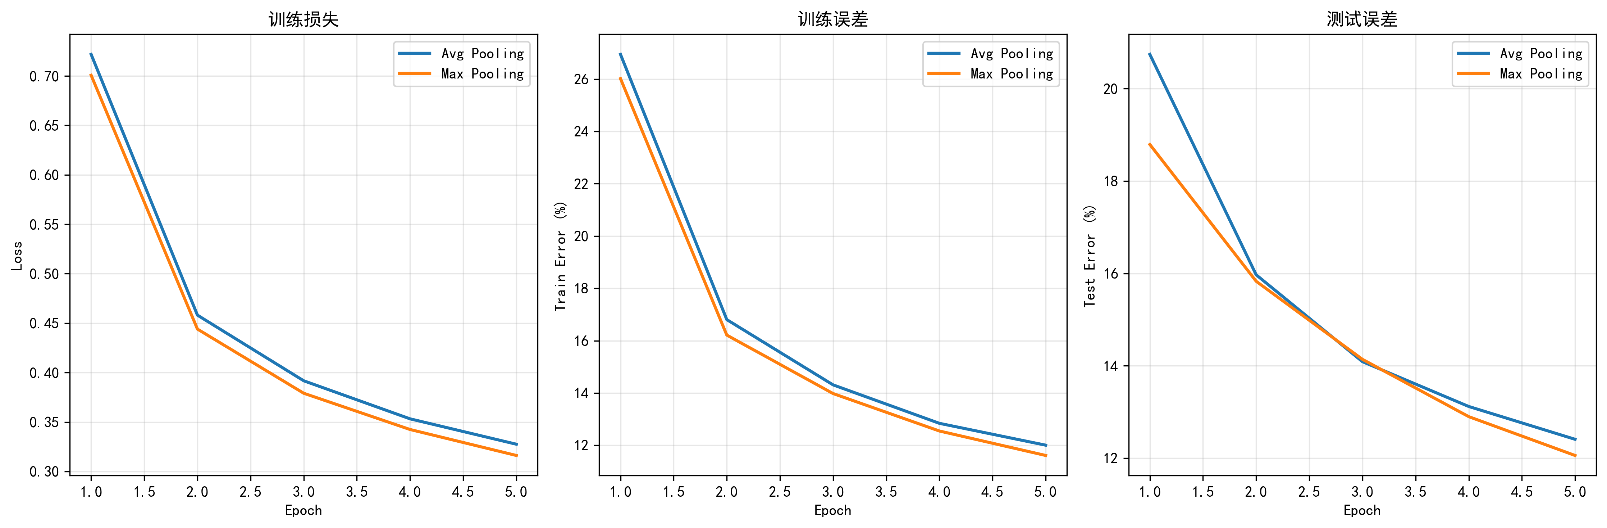 训练损失
Avg Pooling
Max Pooling
0.70
0.65
0.60
0.55
0.50
0.45
0.40
0.35
0.30
Loss
1.0 1.5 2.0 2.5 3.0 3.5 4.0 4.5 5.0
Epoch
训练误差
Avg Pooling
Max Pooling
26
24
22
20
18
16
14
12
Train Error (%)
1.0 1.5 2.0 2.5 3.0 3.5 4.0 4.5 5.0
Epoch
测试误差
Avg Pooling
Max Pooling
20
18
16
14
12
Test Error (%)
1.0 1.5 2.0 2.5 3.0 3.5 4.0 4.5 5.0
Epoch